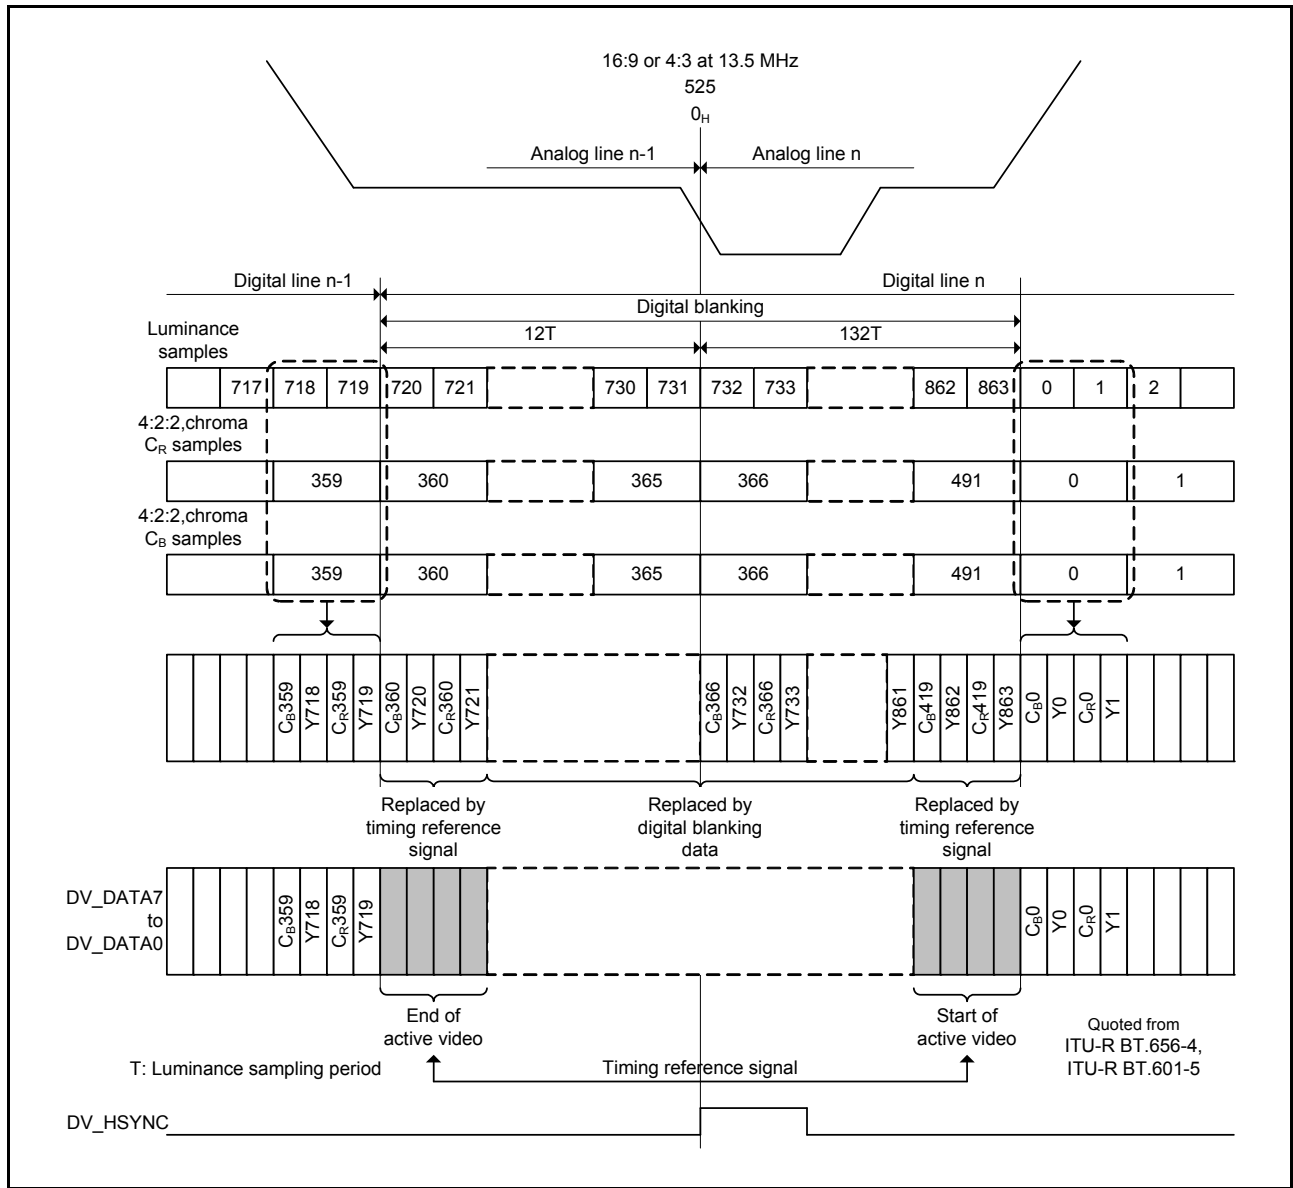 16:9 or 4:3 at 13.5 MHz
525
0H
Analog line n-1 Analog line n
Digital line n-1 Digital line n
Digital blanking
12T 132T
Luminance
samples
717 718 719 720 721 730 731 732 733 862 863 0 1 2
4:2:2,chroma
CR samples
359 360 365 366 491 0 1
4:2:2,chroma
CB samples
359 360 365 366 491 0 1
CB359 Y718 CR359 Y719 CB360 Y720 CR360 Y721 CB366 Y732 CR366 Y733 Y861 CB419 Y862 CR419 Y863 CB0 Y0 CR0 Y1
Replaced by
timing reference
signal
Replaced by
digital blanking
data
Replaced by
timing reference
signal
DV_DATA7
to
DV_DATA0
CB359 Y718 CR359 Y719 CB0 Y0 CR0 Y1
End of
active video
Start of
active video
Quoted from
ITU-R BT.656-4,
ITU-R BT.601-5
T: Luminance sampling period
Timing reference signal
DV_HSYNC